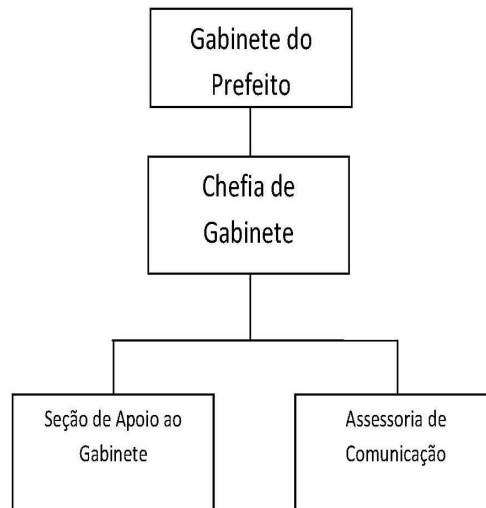 Gabinete do
Prefeito
Chefia de
Gabinete
Seção de Apoio ao
Gabinete
Assessoria de
Comunicação